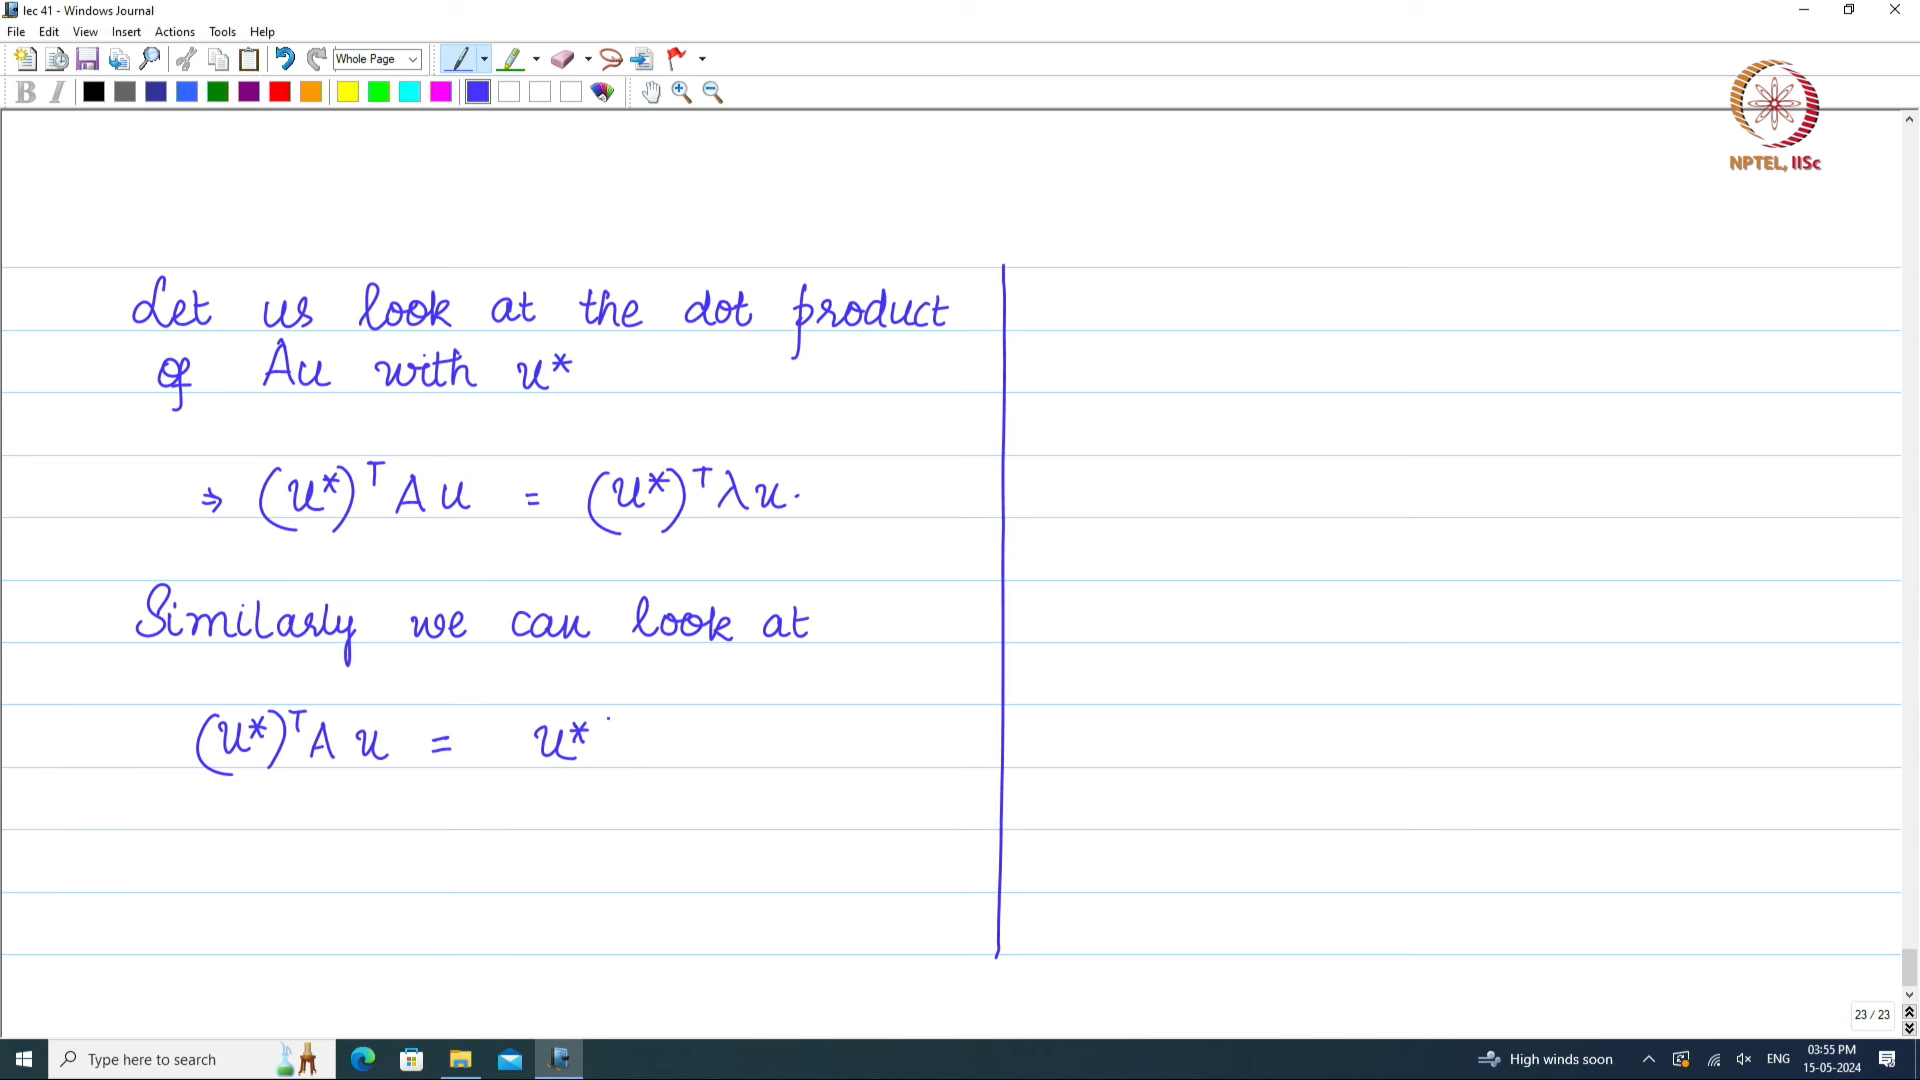 lec 41 - Windows Journal
File Edit View Insert Actions Tools Help
Whole Page
B I
NPTEL, IISc
Let us look at the dot product
of Au with u*
⇒ (u*)ᵀ A u = (u*)ᵀ λ u.
Similarly we can look at
(u*)ᵀ A u = u*
23 / 23
Type here to search
High winds soon
ENG
03:55 PM
15-05-2024